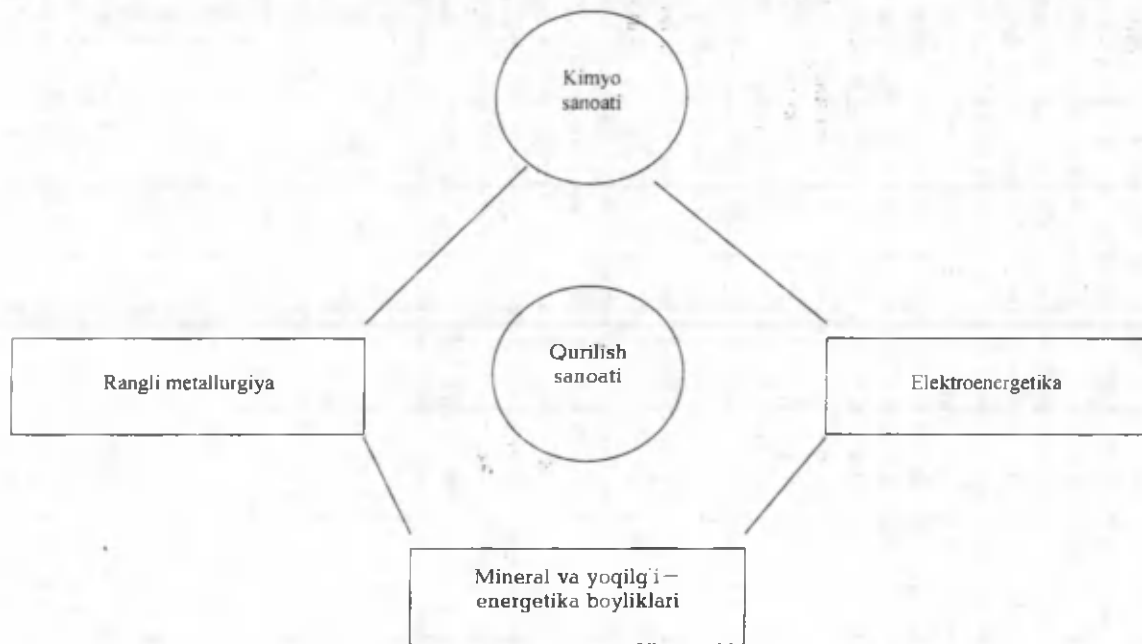 Kimyo
sanoati
Qurilish
sanoati
Rangli metallurgiya
Elektroenergetika
Mineral va yoqilg'i—
energetika boyliklari